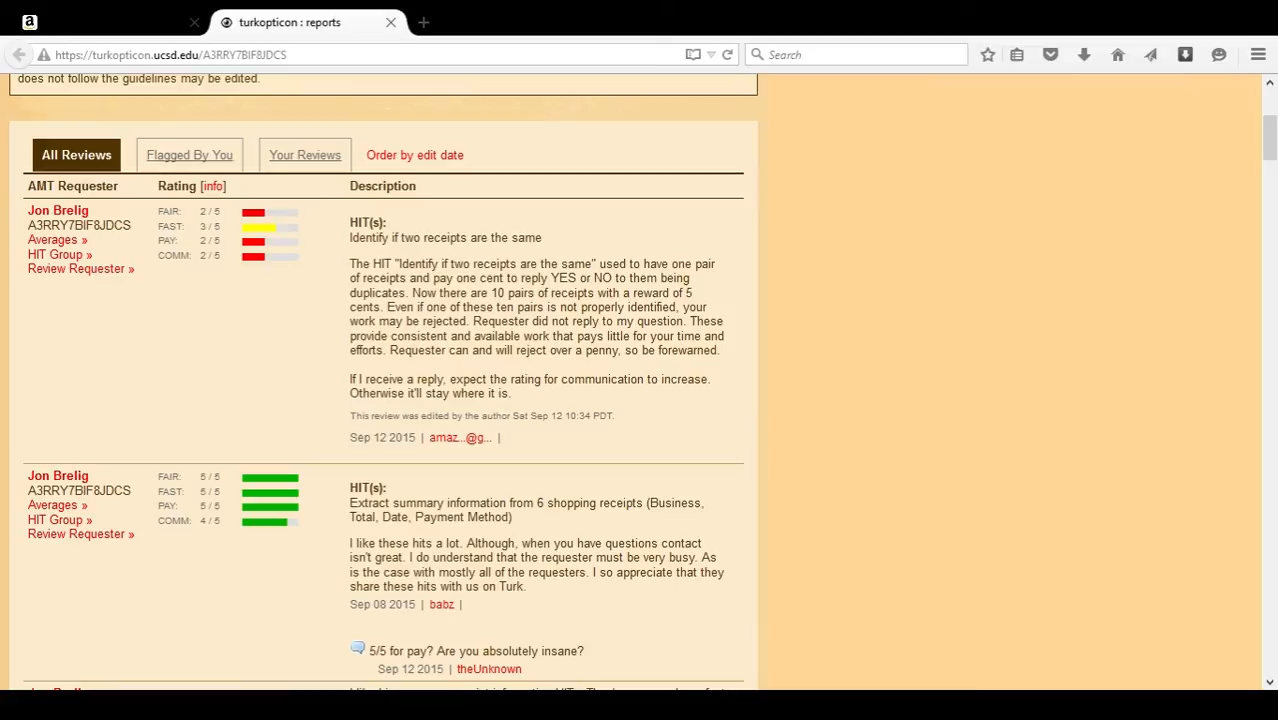 a
turkopticon : reports
https://turkopticon.ucsd.edu/A3RRY7BIF8JDCS
Search
does not follow the guidelines may be edited.
All Reviews
Flagged By You
Your Reviews
Order by edit date
AMT Requester
Rating [info]
Description
Jon Brelig
A3RRY7BIF8JDCS
Averages »
HIT Group »
Review Requester »
FAIR: 2 / 5
FAST: 3 / 5
PAY: 2 / 5
COMM: 2 / 5
HIT(s):
Identify if two receipts are the same
The HIT "Identify if two receipts are the same" used to have one pair
of receipts and pay one cent to reply YES or NO to them being
duplicates. Now there are 10 pairs of receipts with a reward of 5
cents. Even if one of these ten pairs is not properly identified, your
work may be rejected. Requester did not reply to my question. These
provide consistent and available work that pays little for your time and
efforts. Requester can and will reject over a penny, so be forewarned.
If I receive a reply, expect the rating for communication to increase.
Otherwise it'll stay where it is.
This review was edited by the author Sat Sep 12 10:34 PDT.
Sep 12 2015 | amaz...@g... |
Jon Brelig
A3RRY7BIF8JDCS
Averages »
HIT Group »
Review Requester »
FAIR: 5 / 5
FAST: 5 / 5
PAY: 5 / 5
COMM: 4 / 5
HIT(s):
Extract summary information from 6 shopping receipts (Business,
Total, Date, Payment Method)
I like these hits a lot. Although, when you have questions contact
isn't great. I do understand that the requester must be very busy. As
is the case with mostly all of the requesters. I so appreciate that they
share these hits with us on Turk.
Sep 08 2015 | babz |
5/5 for pay? Are you absolutely insane?
Sep 12 2015 | theUnknown